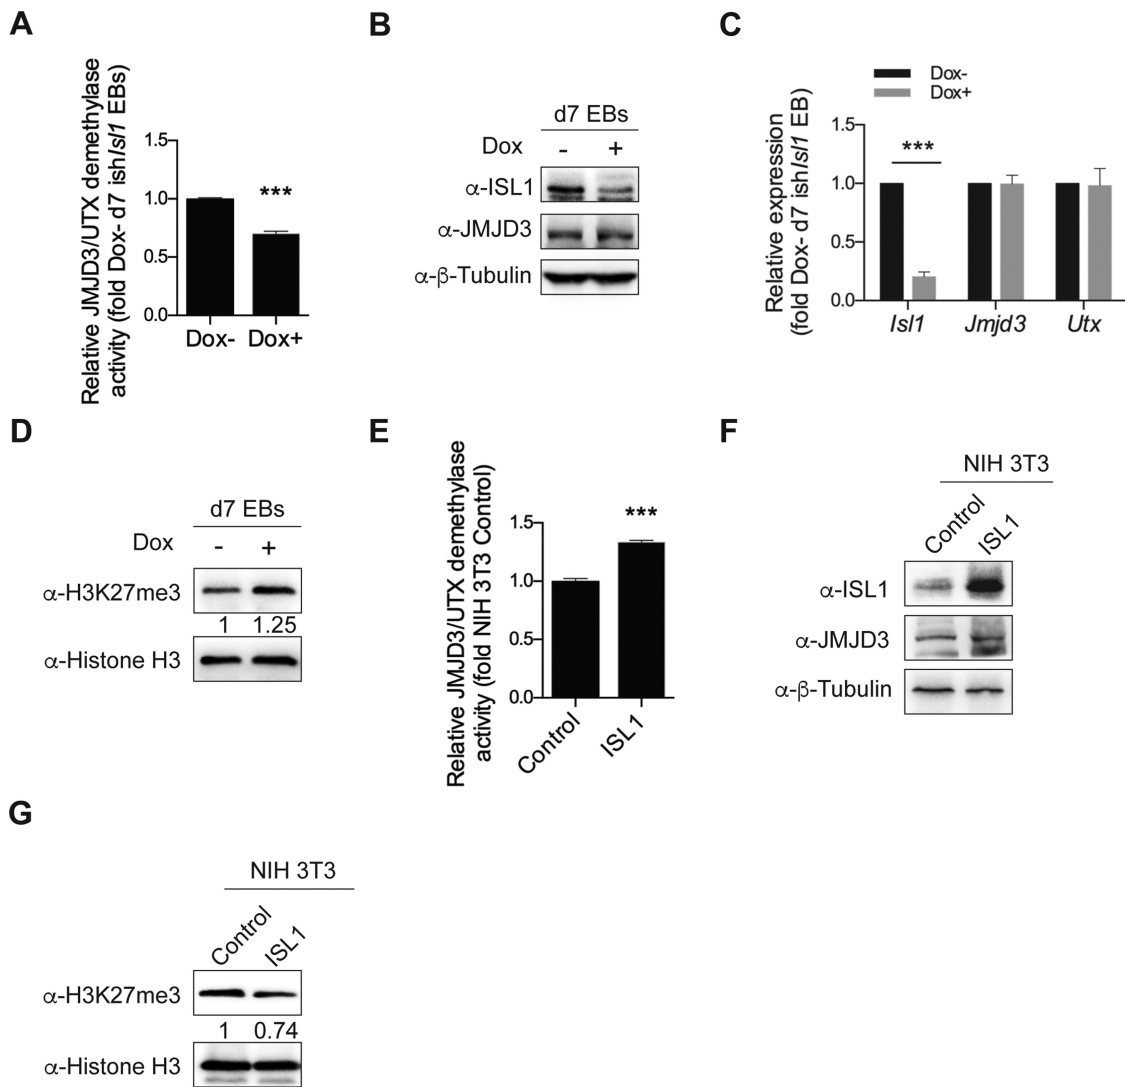 A
Relative JMJD3/UTX demethylase
activity (fold Dox- d7 ishIsl1 EBs)
1.5
1.0
0.5
0.0
***
Dox- Dox+
B
d7 EBs
Dox - +
α-ISL1
α-JMJD3
α-β-Tubulin
C
Dox-
Dox+
Relative expression
(fold Dox- d7 ishIsl1 EB)
1.5
1.0
0.5
0.0
***
Isl1 Jmjd3 Utx
D
d7 EBs
Dox - +
α-H3K27me3
1 1.25
α-Histone H3
E
Relative JMJD3/UTX demethylase
activity (fold NIH 3T3 Control)
1.5
1.0
0.5
0.0
***
Control ISL1
F
NIH 3T3
Control ISL1
α-ISL1
α-JMJD3
α-β-Tubulin
G
NIH 3T3
Control ISL1
α-H3K27me3
1 0.74
α-Histone H3